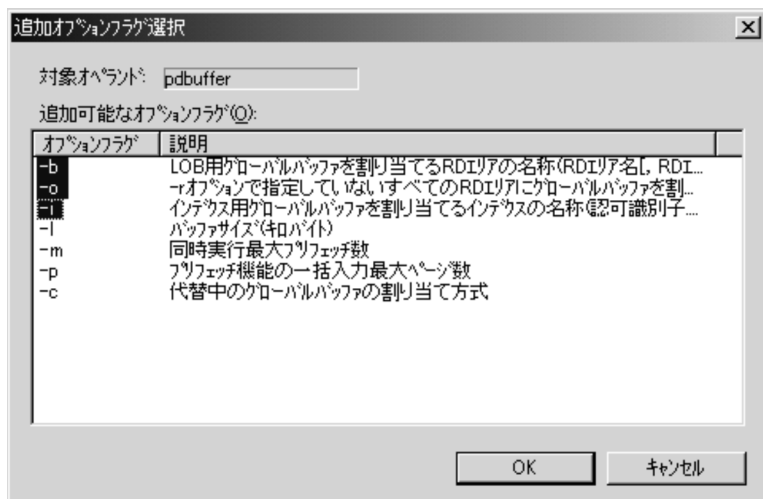 追加ｵﾌﾟｼｮﾝﾌﾗｸﾞ選択
対象ｵﾍﾟﾗﾝﾄﾞ: pdbuffer
追加可能なｵﾌﾟｼｮﾝﾌﾗｸﾞ(O):
ｵﾌﾟｼｮﾝﾌﾗｸﾞ 説明
-b LOB用ｸﾞﾛｰﾊﾞﾙﾊﾞｯﾌｧを割り当てるRDｴﾘｱの名称(RDｴﾘｱ名[, RDｴ...
-o -rｵﾌﾟｼｮﾝで指定していないすべてのRDｴﾘｱにｸﾞﾛｰﾊﾞﾙﾊﾞｯﾌｧを割...
-i ｲﾝﾃﾞｸｽ用ｸﾞﾛｰﾊﾞﾙﾊﾞｯﾌｧを割り当てるｲﾝﾃﾞｸｽの名称(認可識別子....
-l ﾊﾞｯﾌｧｻｲｽﾞ(ｷﾛﾊﾞｲﾄ)
-m 同時実行最大ﾌﾟﾘﾌｪｯﾁ数
-p ﾌﾟﾘﾌｪｯﾁ機能の一括入力最大ﾍﾟｰｼﾞ数
-c 代替中のｸﾞﾛｰﾊﾞﾙﾊﾞｯﾌｧの割り当て方式
OK ｷｬﾝｾﾙ